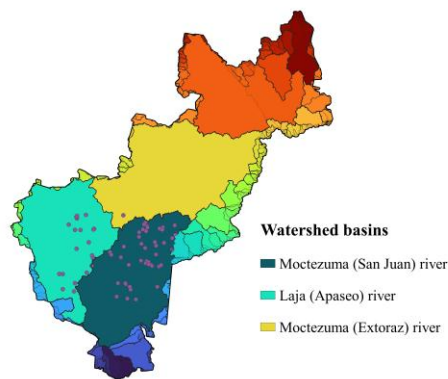 Watershed basins
Moctezuma (San Juan) river
Laja (Apaseo) river
Moctezuma (Extoraz) river